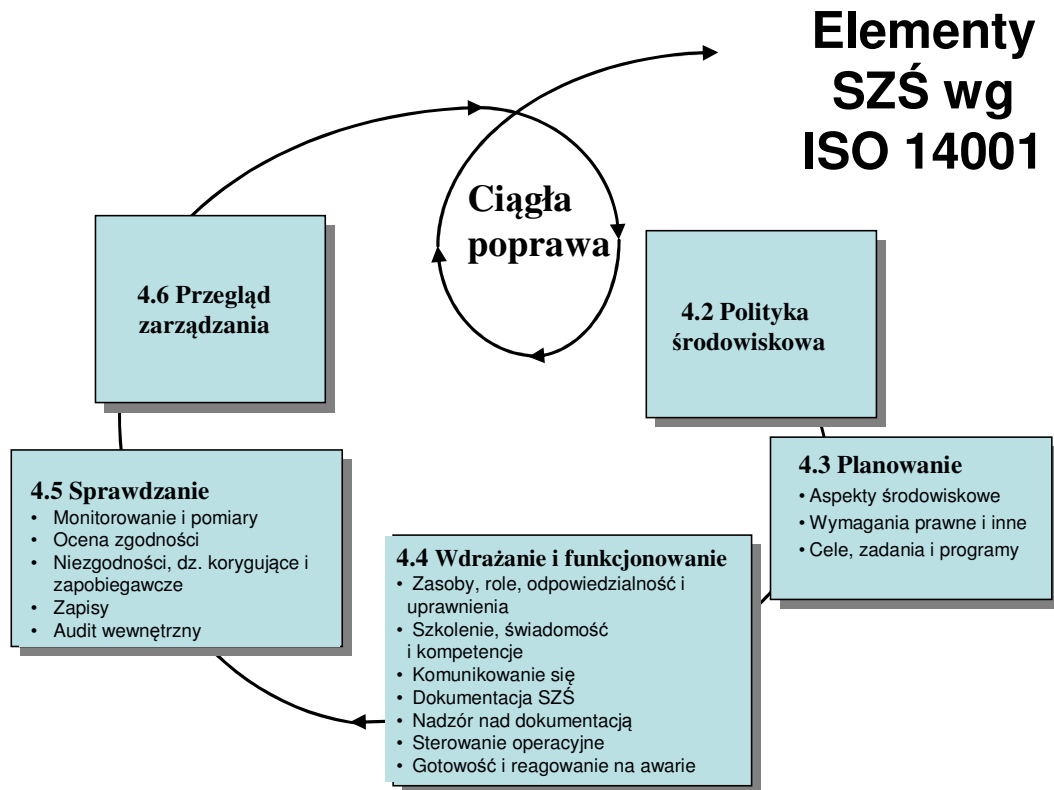 Elementy
SZŚ wg
ISO 14001
Ciągła
poprawa
4.6 Przegląd
zarządzania
4.2 Polityka
środowiskowa
4.3 Planowanie
• Aspekty środowiskowe
• Wymagania prawne i inne
• Cele, zadania i programy
4.4 Wdrażanie i funkcjonowanie
• Zasoby, role, odpowiedzialność i
uprawnienia
• Szkolenie, świadomość
i kompetencje
• Komunikowanie się
• Dokumentacja SZŚ
• Nadzór nad dokumentacją
• Sterowanie operacyjne
• Gotowość i reagowanie na awarie
4.5 Sprawdzanie
• Monitorowanie i pomiary
• Ocena zgodności
• Niezgodności, dz. korygujące i
zapobiegawcze
• Zapisy
• Audit wewnętrzny